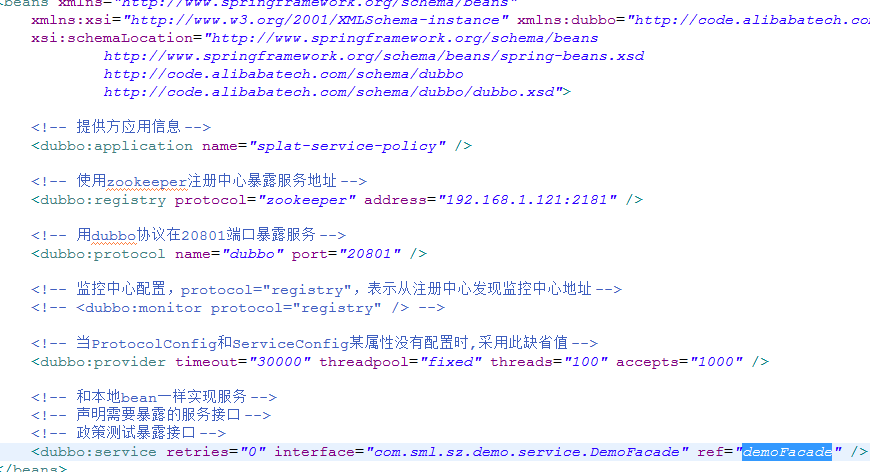 <beans xmlns="http://www.springframework.org/schema/beans"
xmlns:xsi="http://www.w3.org/2001/XMLSchema-instance" xmlns:dubbo="http://code.alibabatech.com
xsi:schemaLocation="http://www.springframework.org/schema/beans
http://www.springframework.org/schema/beans/spring-beans.xsd
http://code.alibabatech.com/schema/dubbo
http://code.alibabatech.com/schema/dubbo/dubbo.xsd">
<!-- 提供方应用信息 -->
<dubbo:application name="splat-service-policy" />
<!-- 使用zookeeper注册中心暴露服务地址 -->
<dubbo:registry protocol="zookeeper" address="192.168.1.121:2181" />
<!-- 用dubbo协议在20801端口暴露服务 -->
<dubbo:protocol name="dubbo" port="20801" />
<!-- 监控中心配置，protocol="registry"，表示从注册中心发现监控中心地址 -->
<!-- <dubbo:monitor protocol="registry" /> -->
<!-- 当ProtocolConfig和ServiceConfig某属性没有配置时,采用此缺省值 -->
<dubbo:provider timeout="30000" threadpool="fixed" threads="100" accepts="1000" />
<!-- 和本地bean一样实现服务 -->
<!-- 声明需要暴露的服务接口 -->
<!-- 政策测试暴露接口 -->
<dubbo:service retries="0" interface="com.sml.sz.demo.service.DemoFacade" ref="demoFacade" />
</beans>